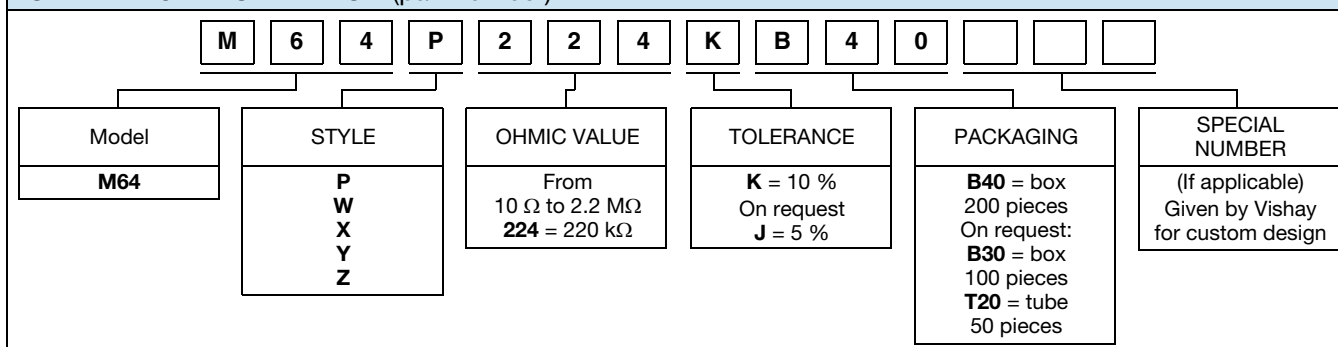 (part number)
M 6 4 P 2 2 4 K B 4 0
Model
M64
STYLE
P
W
X
Y
Z
OHMIC VALUE
From
10 Ω to 2.2 MΩ
224 = 220 kΩ
TOLERANCE
K = 10 %
On request
J = 5 %
PACKAGING
B40 = box
200 pieces
On request:
B30 = box
100 pieces
T20 = tube
50 pieces
SPECIAL
NUMBER
(If applicable)
Given by Vishay
for custom design